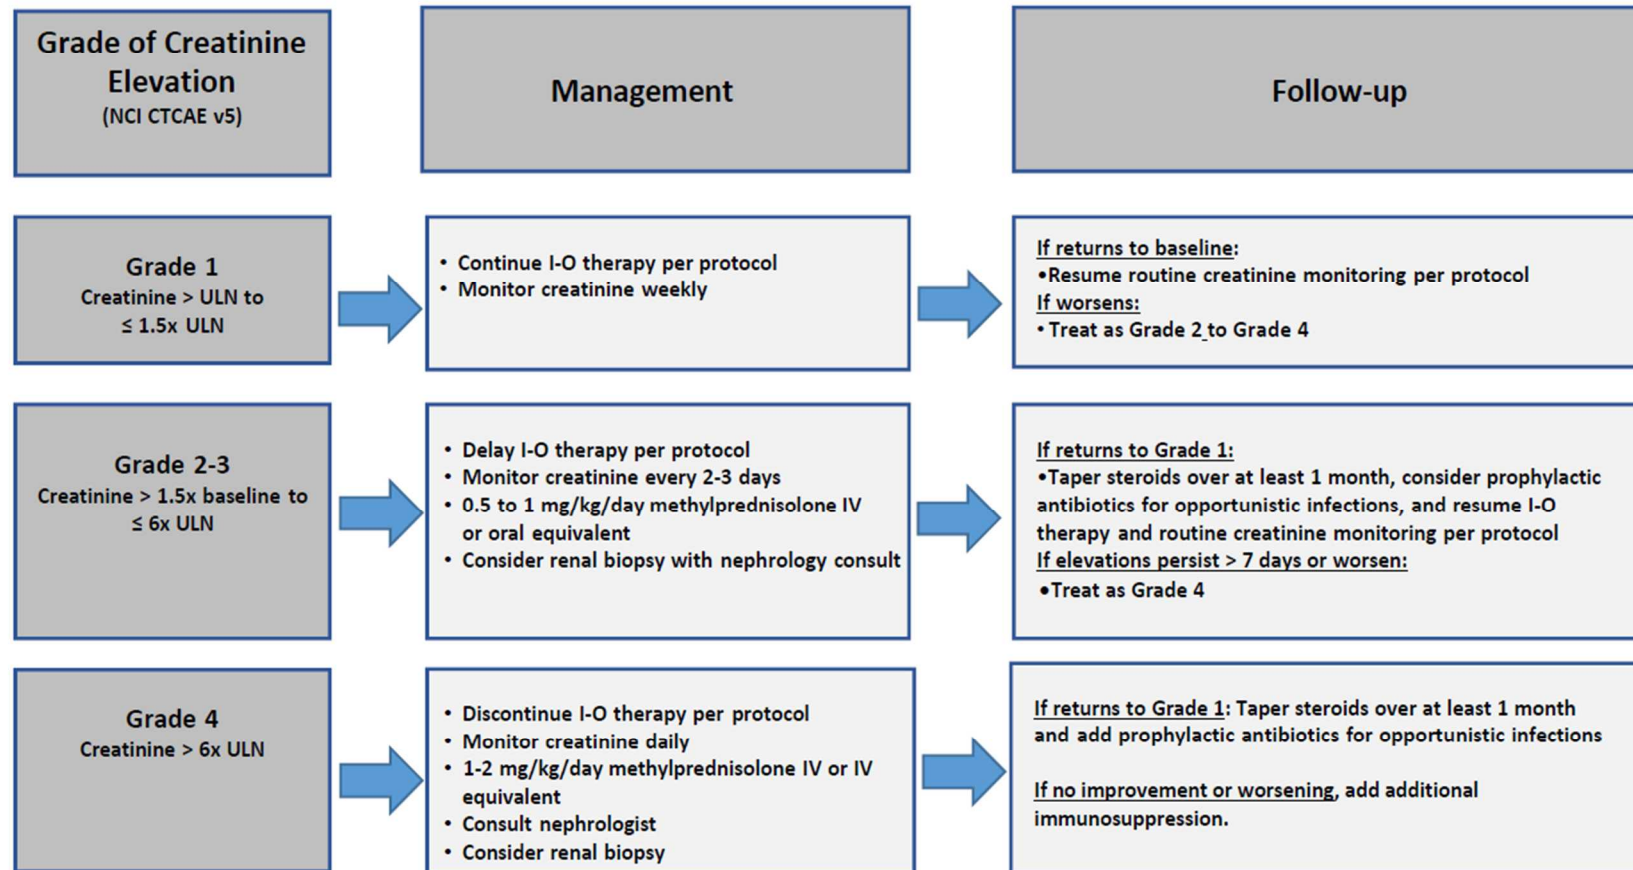 Grade of Creatinine
Elevation
(NCI CTCAE v5)
Management
Follow-up
Grade 1
Creatinine > ULN to
≤ 1.5x ULN
• Continue I-O therapy per protocol
• Monitor creatinine weekly
If returns to baseline:
•Resume routine creatinine monitoring per protocol
If worsens:
• Treat as Grade 2 to Grade 4
Grade 2-3
Creatinine > 1.5x baseline to
≤ 6x ULN
• Delay I-O therapy per protocol
• Monitor creatinine every 2-3 days
• 0.5 to 1 mg/kg/day methylprednisolone IV
or oral equivalent
• Consider renal biopsy with nephrology consult
If returns to Grade 1:
•Taper steroids over at least 1 month, consider prophylactic
antibiotics for opportunistic infections, and resume I-O
therapy and routine creatinine monitoring per protocol
If elevations persist > 7 days or worsen:
•Treat as Grade 4
Grade 4
Creatinine > 6x ULN
• Discontinue I-O therapy per protocol
• Monitor creatinine daily
• 1-2 mg/kg/day methylprednisolone IV or IV
equivalent
• Consult nephrologist
• Consider renal biopsy
If returns to Grade 1: Taper steroids over at least 1 month
and add prophylactic antibiotics for opportunistic infections
If no improvement or worsening, add additional
immunosuppression.